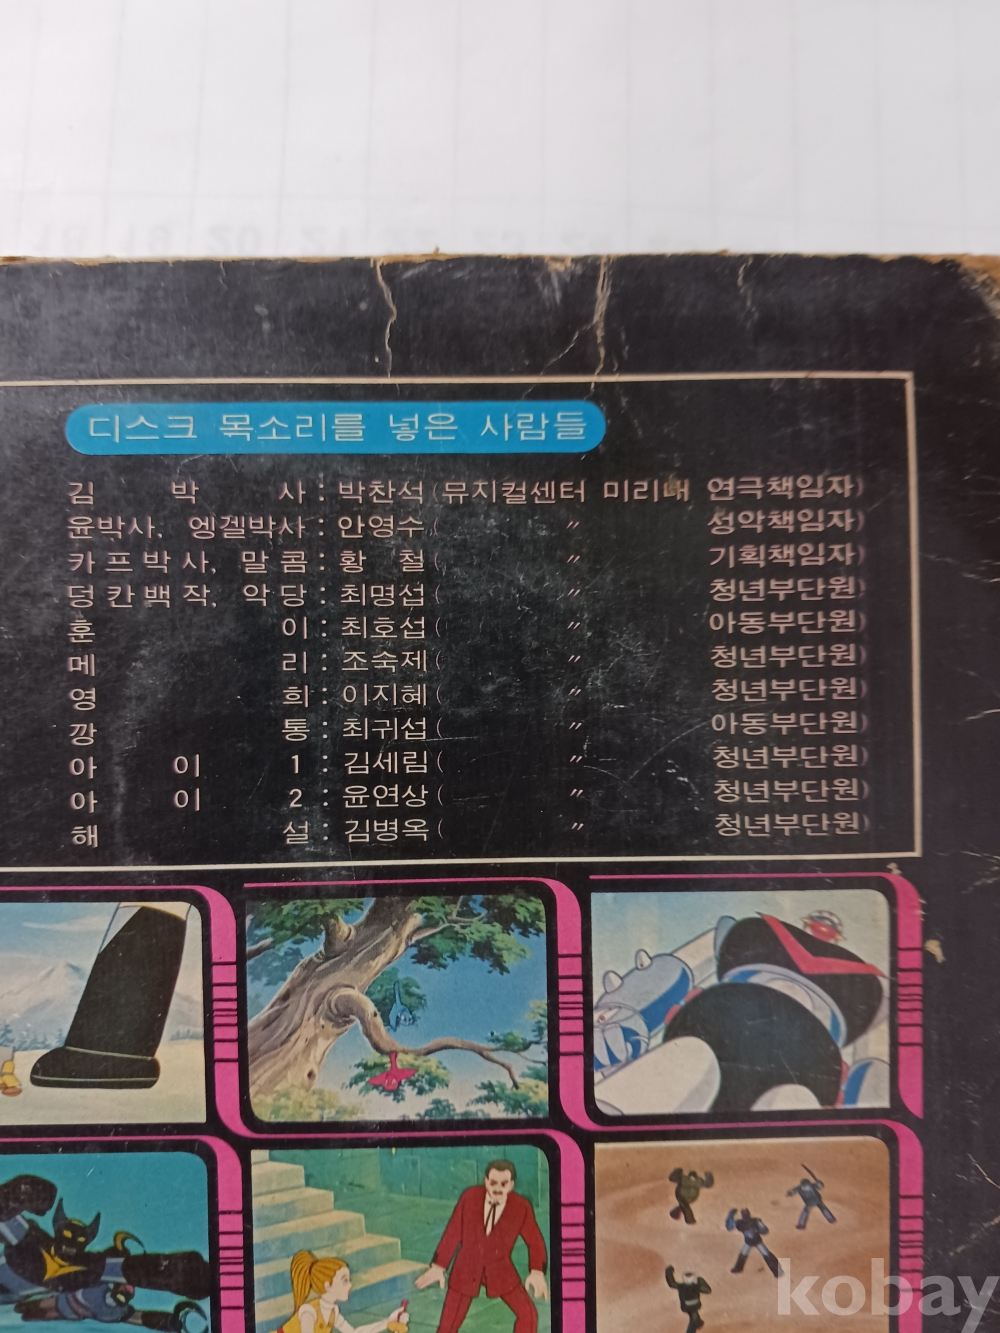 디스크 목소리를 넣은 사람들
김 박 사 : 박찬석 (뮤지컬센터 미리내 연극책임자)
윤박사, 엥겔박사 : 안영수 ( 〃 성악책임자)
카프박사, 말콤 : 황 철 ( 〃 기획책임자)
덩칸백작, 악당 : 최명섭 ( 〃 청년부단원)
훈 이 : 최호섭 ( 〃 아동부단원)
메 리 : 조숙제 ( 〃 청년부단원)
영 희 : 이지혜 ( 〃 청년부단원)
깡 통 : 최귀섭 ( 〃 아동부단원)
아 이 1 : 김세림 ( 〃 청년부단원)
아 이 2 : 윤연상 ( 〃 청년부단원)
해 설 : 김병옥 ( 〃 청년부단원)
kobay